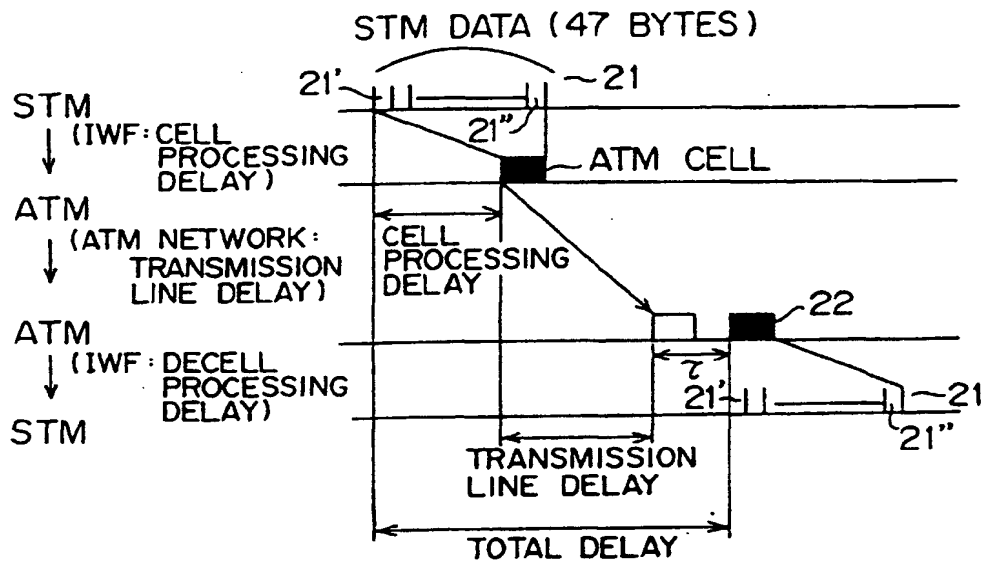 STM DATA (47 BYTES)
21'
21
21"
STM
(IWF: CELL
PROCESSING
DELAY)
ATM CELL
ATM
(ATM NETWORK:
TRANSMISSION
LINE DELAY)
CELL
PROCESSING
DELAY
22
ATM
τ
(IWF: DECELL
PROCESSING
DELAY)
21'
21
21"
STM
TRANSMISSION
LINE DELAY
TOTAL DELAY